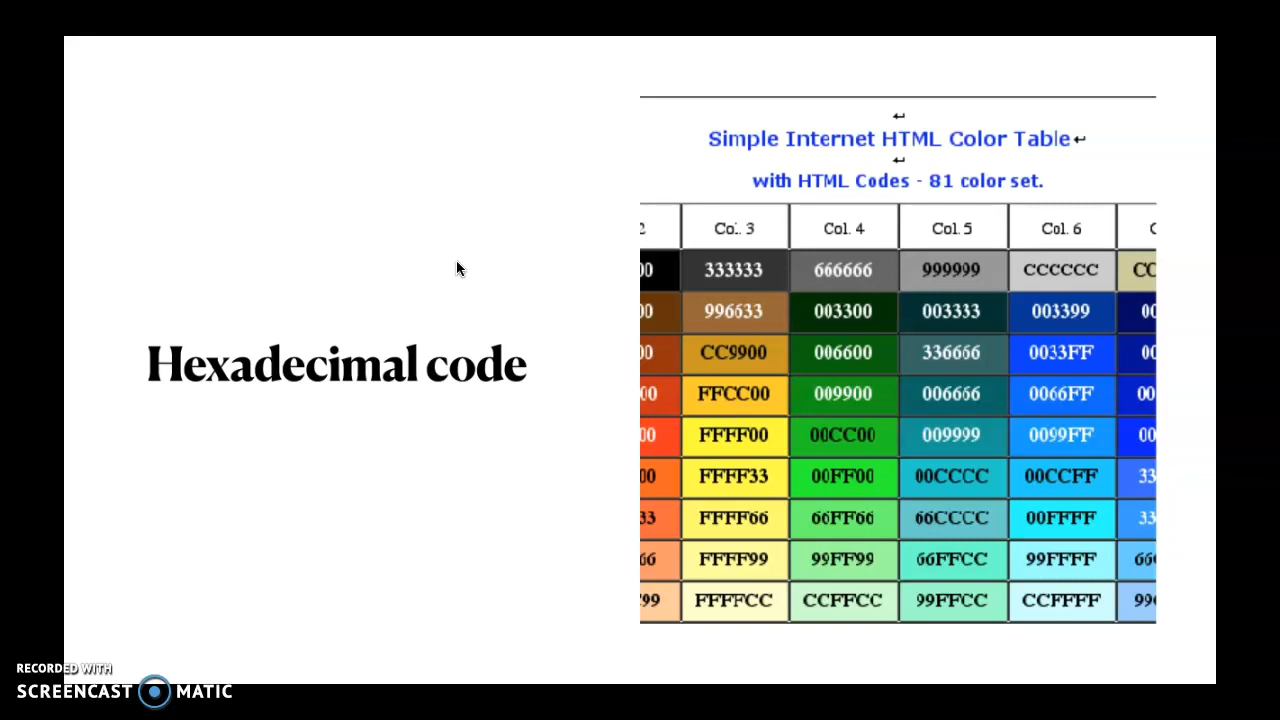 Simple Internet HTML Color Table
with HTML Codes - 81 color set.
Col. 3 Col. 4 Col. 5 Col. 6
333333 666666 999999 CCCCCC
996633 003300 003333 003399
CC9900 006600 336666 0033FF
FFCC00 009900 006666 0066FF
FFFF00 00CC00 009999 0099FF
FFFF33 00FF00 00CCCC 00CCFF
FFFF66 66FF66 66CCCC 00FFFF
FFFF99 99FF99 66FFCC 99FFFF
FFFFCC CCFFCC 99FFCC CCFFFF
Hexadecimal code
RECORDED WITH
SCREENCAST MATIC